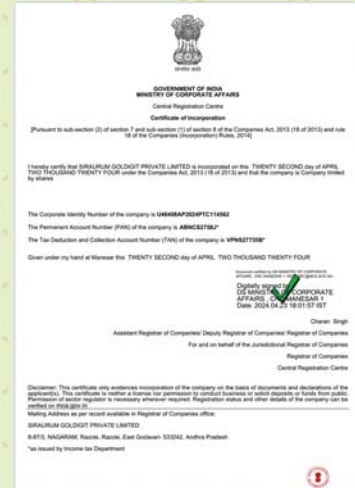 GOVERNMENT OF INDIA
MINISTRY OF CORPORATE AFFAIRS
Central Registration Centre
Certificate of Incorporation
[Pursuant to sub-section (2) of section 7 and sub-section (1) of section 8 of the Companies Act, 2013 (18 of 2013) and rule
18 of the Companies (Incorporation) Rules, 2014]
I hereby certify that SIRAURUM GOLDIGIT PRIVATE LIMITED is incorporated on this TWENTY SECOND day of APRIL
TWO THOUSAND TWENTY FOUR under the Companies Act, 2013 (18 of 2013) and that the company is Company limited
by shares
The Corporate Identity Number of the company is
The Permanent Account Number (PAN) of the company is
The Tax Deduction and Collection Account Number (TAN) of the company is
Given under my hand at Manesar this TWENTY SECOND day of APRIL TWO THOUSAND TWENTY FOUR
Digitally signed by
DS MINISTRY OF CORPORATE
AFFAIRS, MANESAR 1
Date: 2024.04.23 18:01:57 IST
Charan Singh
Assistant Registrar of Companies/ Deputy Registrar of Companies/ Registrar of Companies
For and on behalf of the Jurisdictional Registrar of Companies
Registrar of Companies
Central Registration Centre
Disclaimer: This certificate only evidences incorporation of the company on the basis of documents and declarations of the
applicant(s). This certificate is neither a license nor permission to conduct business or solicit deposits or funds from public.
Permission of sector regulator is necessary wherever required. Registration status and other details of the company can be
verified on mca.gov.in
Mailing Address as per record available in Registrar of Companies office:
SIRAURUM GOLDIGIT PRIVATE LIMITED
NAGARAM, Razole, Razole, East Godavari- 533242, Andhra Pradesh
*as issued by Income tax Department